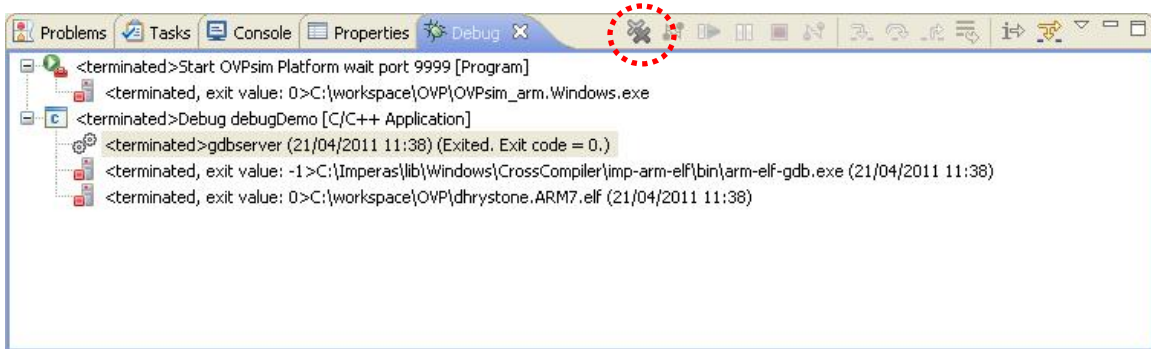 Problems Tasks Console Properties Debug
<terminated>Start OVPsim Platform wait port 9999 [Program]
<terminated, exit value: 0>C:\workspace\OVP\OVPsim_arm.Windows.exe
<terminated>Debug debugDemo [C/C++ Application]
<terminated>gdbserver (21/04/2011 11:38) (Exited. Exit code = 0.)
<terminated, exit value: -1>C:\Imperas\lib\Windows\CrossCompiler\imp-arm-elf\bin\arm-elf-gdb.exe (21/04/2011 11:38)
<terminated, exit value: 0>C:\workspace\OVP\dhrystone.ARM7.elf (21/04/2011 11:38)